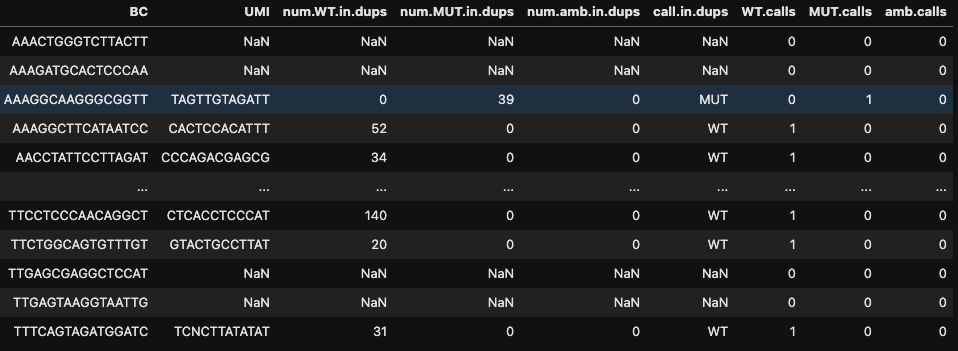 BC UMI num.WT.in.dups num.MUT.in.dups num.amb.in.dups call.in.dups WT.calls MUT.calls amb.calls
AAACTGGGTCTTACTT NaN NaN NaN NaN NaN 0 0 0
AAAGATGCACTCCCAA NaN NaN NaN NaN NaN 0 0 0
AAAGGCAAGGGCGGTT TAGTTGTAGATT 0 39 0 MUT 0 1 0
AAAGGCTTCATAATCC CACTCCACATTT 52 0 0 WT 1 0 0
AACCTATTCCTTAGAT CCCAGACGAGCG 34 0 0 WT 1 0 0
... ... ... ... ... ... ... ... ...
TTCCTCCCAACAGGCT CTCACCTCCCAT 140 0 0 WT 1 0 0
TTCTGGCAGTGTTTGT GTACTGCCTTAT 20 0 0 WT 1 0 0
TTGAGCGAGGCTCCAT NaN NaN NaN NaN NaN 0 0 0
TTGAGTAAGGTAATTG NaN NaN NaN NaN NaN 0 0 0
TTTCAGTAGATGGATC TCNCTTATATAT 31 0 0 WT 1 0 0